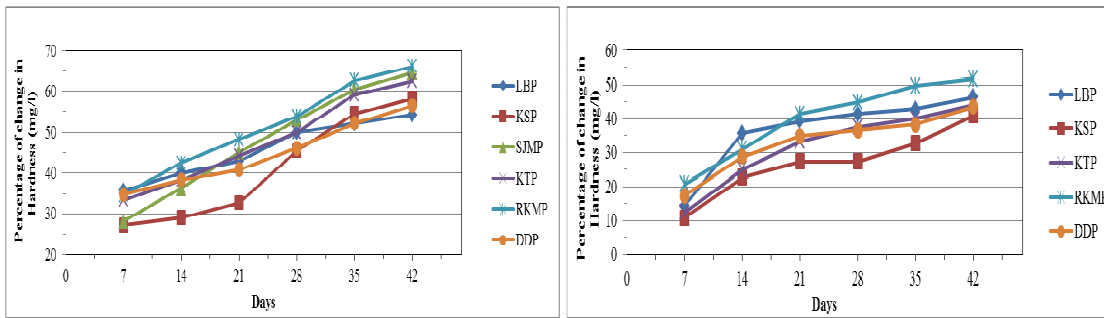 Percentage of change in
Hardness (mg/l)
70
60
50
40
30
20
0
7
14
21
28
35
42
Days
LBP
KSP
SJMP
KTP
RKMP
DDP
Percentage of change in
Hardness (mg/l)
60
50
40
30
20
10
0
0
7
14
21
28
35
42
Days
LBP
KSP
KTP
RKMP
DDP